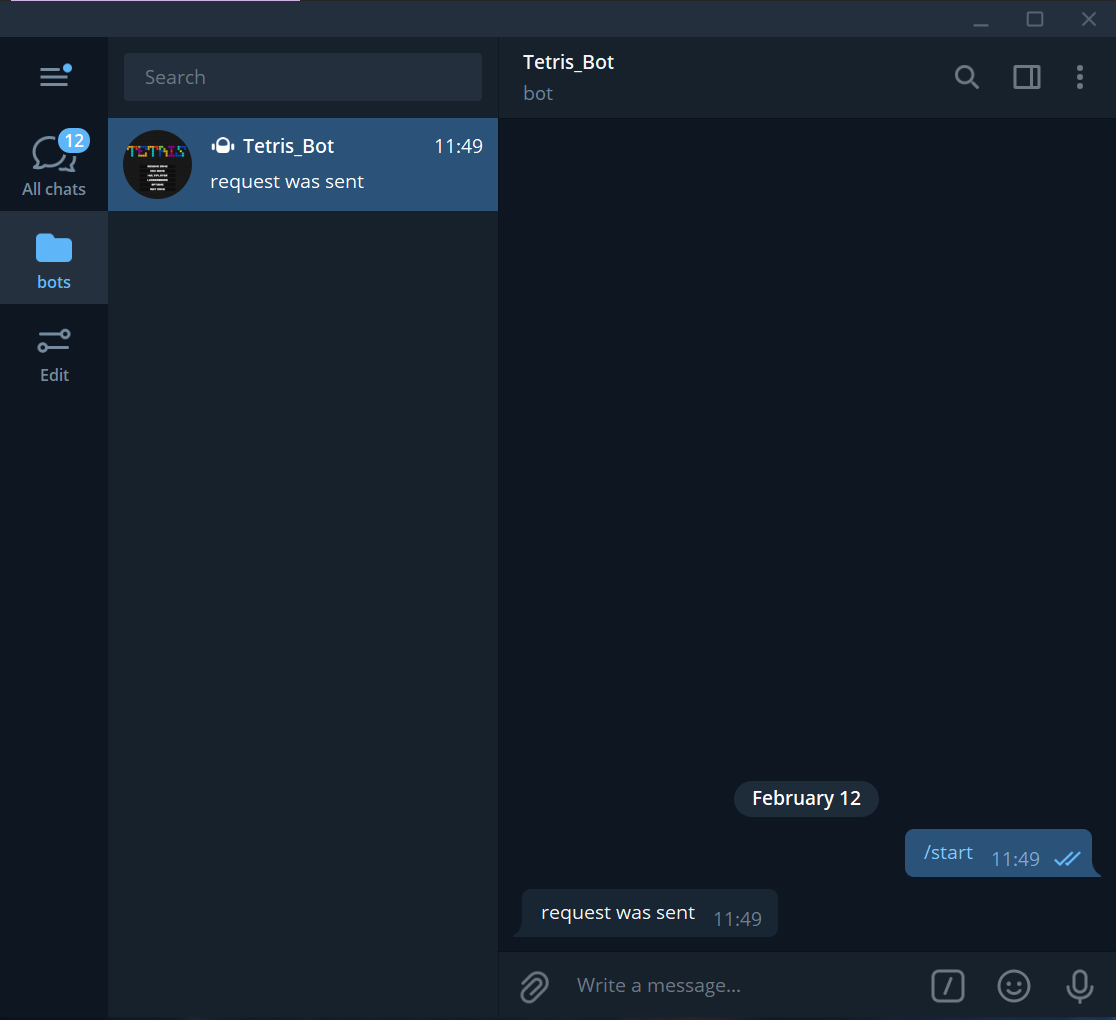 Search
12
All chats
bots
Edit
TETRIS
Tetris_Bot 11:49
request was sent
Tetris_Bot
bot
February 12
/start 11:49
request was sent 11:49
Write a message...